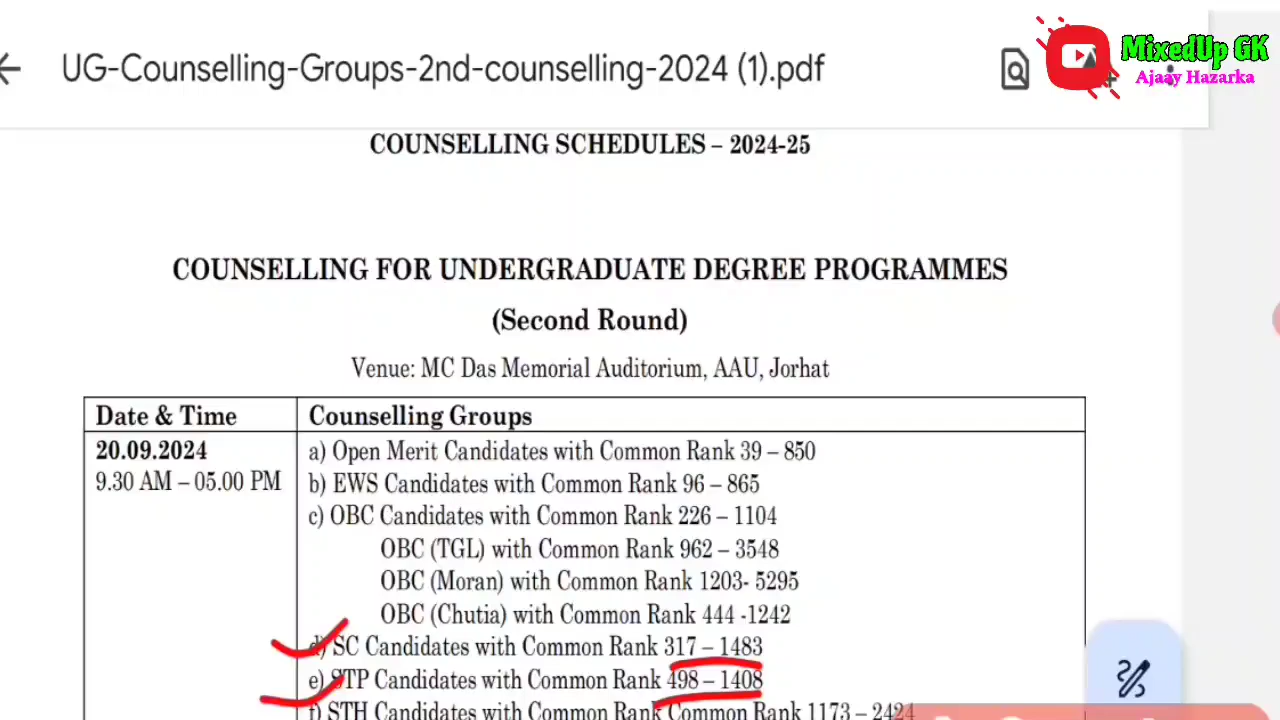 UG-Counselling-Groups-2nd-counselling-2024 (1).pdf
MixedUp GK
Ajaay Hazarka
COUNSELLING SCHEDULES – 2024-25
COUNSELLING FOR UNDERGRADUATE DEGREE PROGRAMMES
(Second Round)
Venue: MC Das Memorial Auditorium, AAU, Jorhat
Date & Time
Counselling Groups
20.09.2024
9.30 AM – 05.00 PM
a) Open Merit Candidates with Common Rank 39 – 850
b) EWS Candidates with Common Rank 96 – 865
c) OBC Candidates with Common Rank 226 – 1104
OBC (TGL) with Common Rank 962 – 3548
OBC (Moran) with Common Rank 1203- 5295
OBC (Chutia) with Common Rank 444 -1242
d) SC Candidates with Common Rank 317 – 1483
e) STP Candidates with Common Rank 498 – 1408
f) STH Candidates with Common Rank Common Rank 1173 – 2424